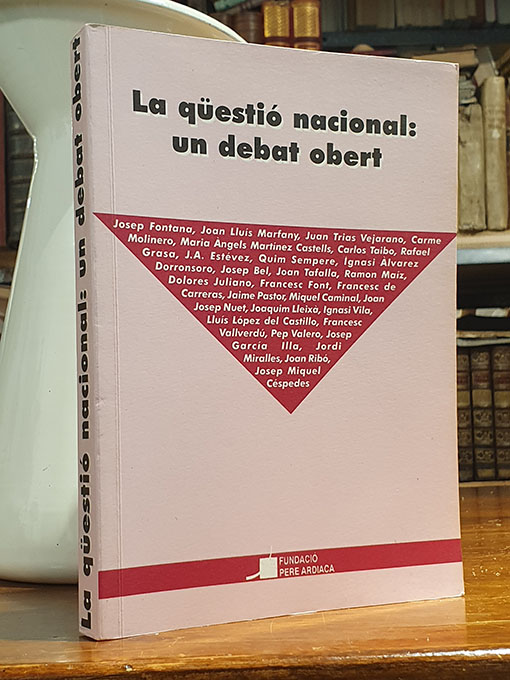 La qüestió nacional: un debat obert
La qüestió nacional:
un debat obert
Josep Fontana, Joan Lluís Marfany, Juan Trias Vejarano, Carme
Molinero, Maria Àngels Martínez Castells, Carlos Taibo, Rafael
Grasa, J.A. Estévez, Quim Sempere, Ignasi Alvarez
Dorronsoro, Josep Bel, Joan Tafalla, Ramon Maíz,
Dolores Juliano, Francesc Font, Francesc de
Carreras, Jaime Pastor, Miquel Caminal, Joan
Josep Nuet, Joaquim Lleixà, Ignasi Vila,
Lluís López del Castillo, Francesc
Vallverdú, Pep Valero, Josep
García Illa, Jordi
Miralles, Joan Ribó,
Josep Miquel
Céspedes
FUNDACIÓ
PERE ARDIACA